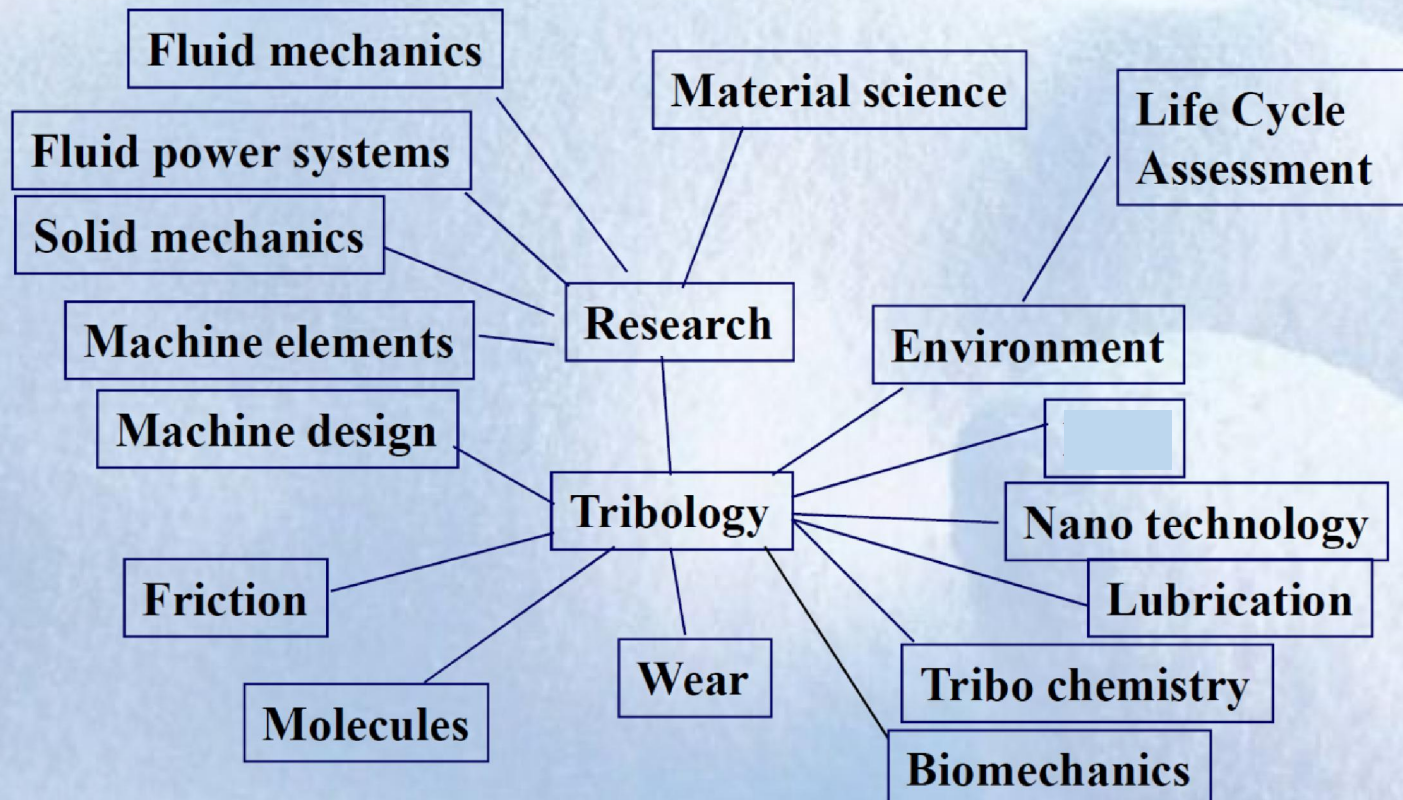 Fluid mechanics
Material science
Life Cycle
Assessment
Fluid power systems
Solid mechanics
Research
Machine elements
Environment
Machine design
Tribology
Nano technology
Friction
Lubrication
Wear
Tribo chemistry
Molecules
Biomechanics